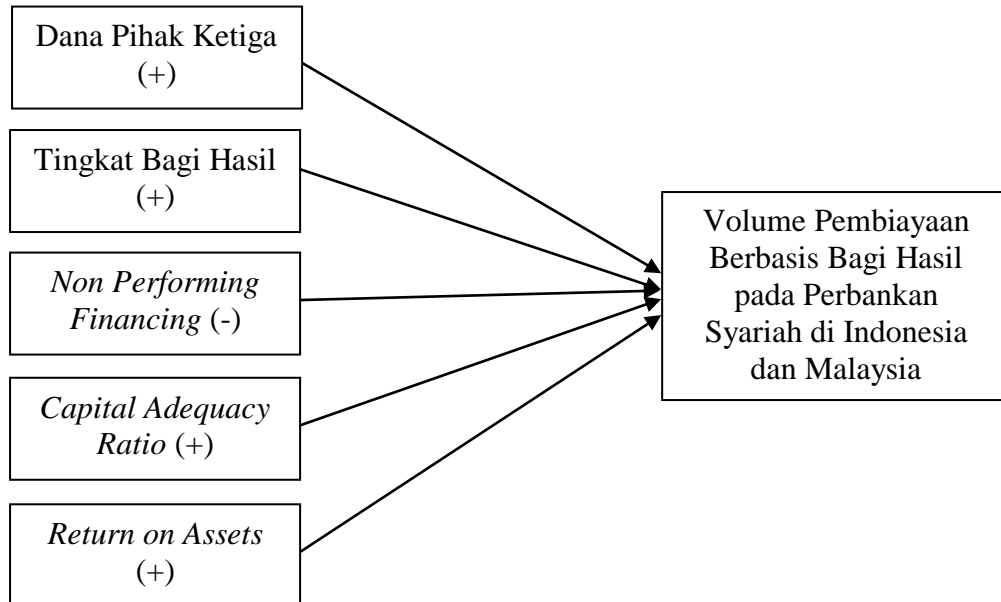 Dana Pihak Ketiga
(+)
Tingkat Bagi Hasil
(+)
Non Performing
Financing (-)
Capital Adequacy
Ratio (+)
Return on Assets
(+)
Volume Pembiayaan
Berbasis Bagi Hasil
pada Perbankan
Syariah di Indonesia
dan Malaysia